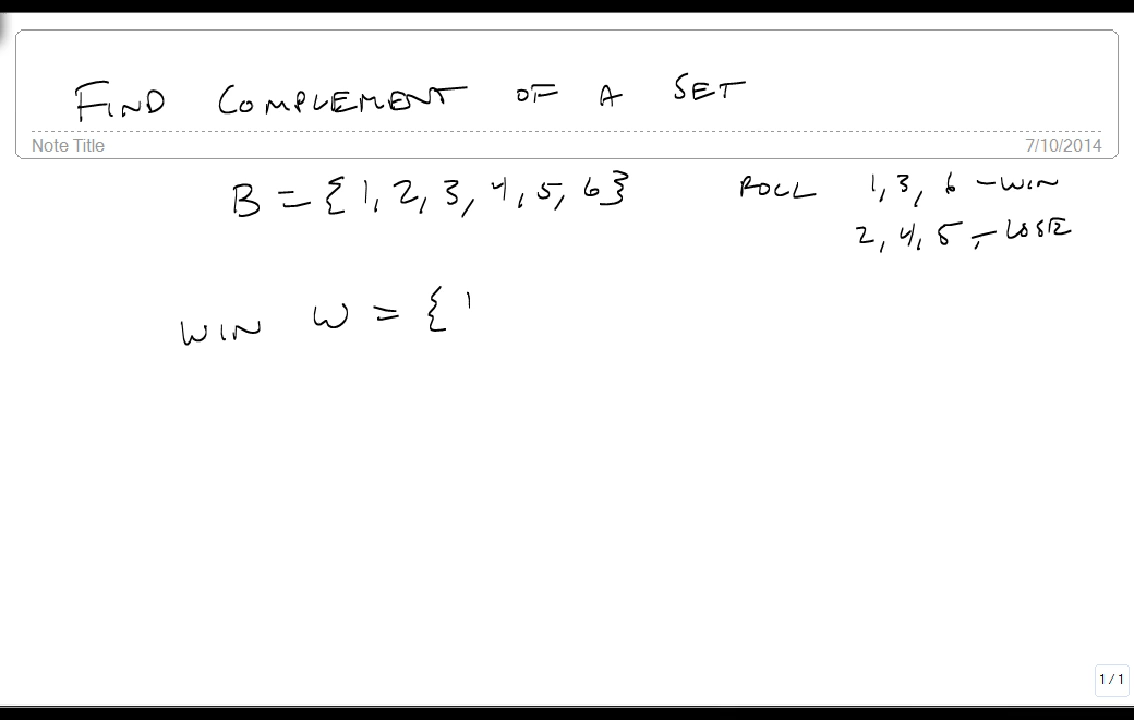 FIND COMPLEMENT OF A SET
Note Title 7/10/2014
B = {1, 2, 3, 4, 5, 6} ROLL 1, 3, 6 - WIN
2, 4, 5, - LOSE
WIN W = {1
1 / 1